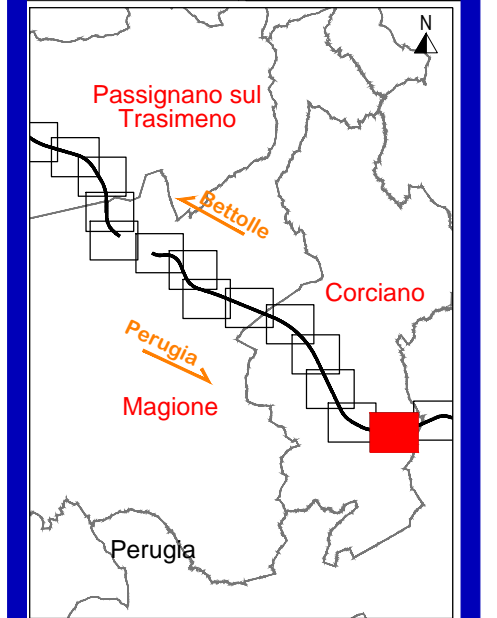 N
Passignano sul
Trasimeno
Bettolle
Corciano
Perugia
Magione
Perugia